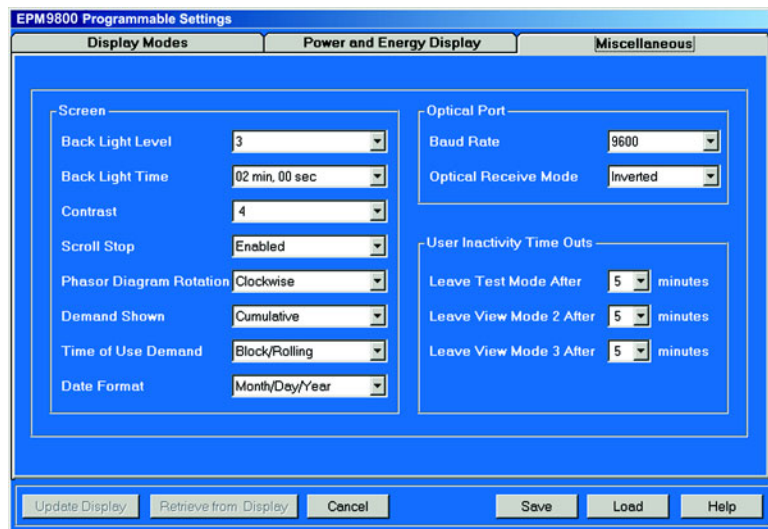 EPM9800 Programmable Settings
Display Modes
Power and Energy Display
Miscellaneous
Screen
Back Light Level 3
Back Light Time 02 min, 00 sec
Contrast 4
Scroll Stop Enabled
Phasor Diagram Rotation Clockwise
Demand Shown Cumulative
Time of Use Demand Block/Rolling
Date Format Month/Day/Year
Optical Port
Baud Rate 9600
Optical Receive Mode Inverted
User Inactivity Time Outs
Leave Test Mode After 5 minutes
Leave View Mode 2 After 5 minutes
Leave View Mode 3 After 5 minutes
Update Display
Retrieve from Display
Cancel
Save
Load
Help